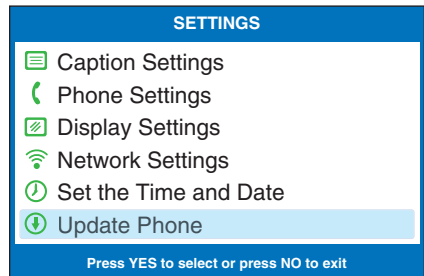 SETTINGS
Caption Settings
Phone Settings
Display Settings
Network Settings
Set the Time and Date
Update Phone
Press YES to select or press NO to exit